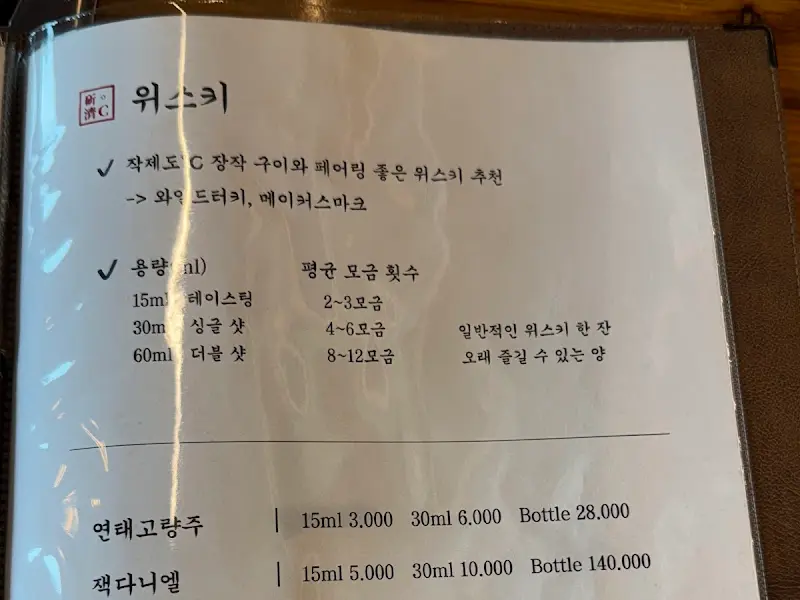 위스키
작제도℃ 장작 구이와 페어링 좋은 위스키 추천
-> 와일드터키, 메이커스마크
용량(ml) 평균 모금 횟수
15ml 테이스팅 2~3모금
30ml 싱글 샷 4~6모금 일반적인 위스키 한 잔
60ml 더블 샷 8~12모금 오래 즐길 수 있는 양
연태고량주 | 15ml 3.000 30ml 6.000 Bottle 28.000
잭다니엘 | 15ml 5.000 30ml 10.000 Bottle 140.000